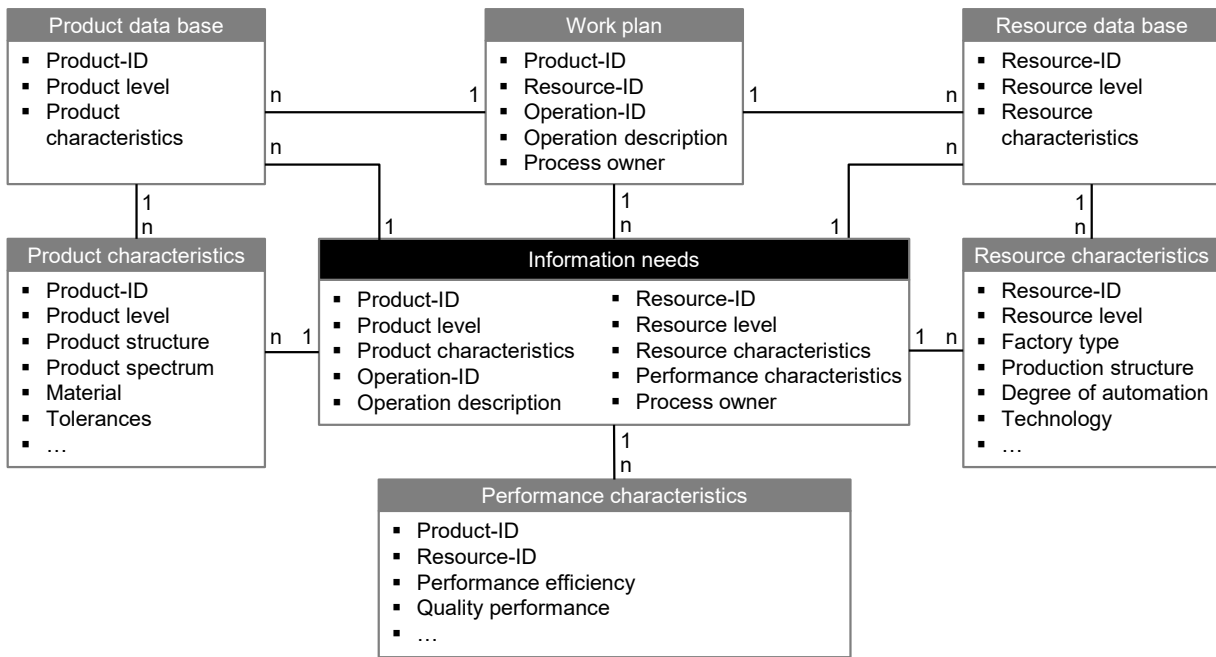 Product data base
▪ Product-ID
▪ Product level
▪ Product
characteristics
Work plan
▪ Product-ID
▪ Resource-ID
▪ Operation-ID
▪ Operation description
▪ Process owner
Resource data base
▪ Resource-ID
▪ Resource level
▪ Resource
characteristics
n 1
1 n
n
1
n
1
1
n
1
n
1
n
Product characteristics
▪ Product-ID
▪ Product level
▪ Product structure
▪ Product spectrum
▪ Material
▪ Tolerances
▪ …
n 1
Information needs
▪ Product-ID
▪ Product level
▪ Product characteristics
▪ Operation-ID
▪ Operation description
▪ Resource-ID
▪ Resource level
▪ Resource characteristics
▪ Performance characteristics
▪ Process owner
1 n
Resource characteristics
▪ Resource-ID
▪ Resource level
▪ Factory type
▪ Production structure
▪ Degree of automation
▪ Technology
▪ …
1
n
Performance characteristics
▪ Product-ID
▪ Resource-ID
▪ Performance efficiency
▪ Quality performance
▪ …